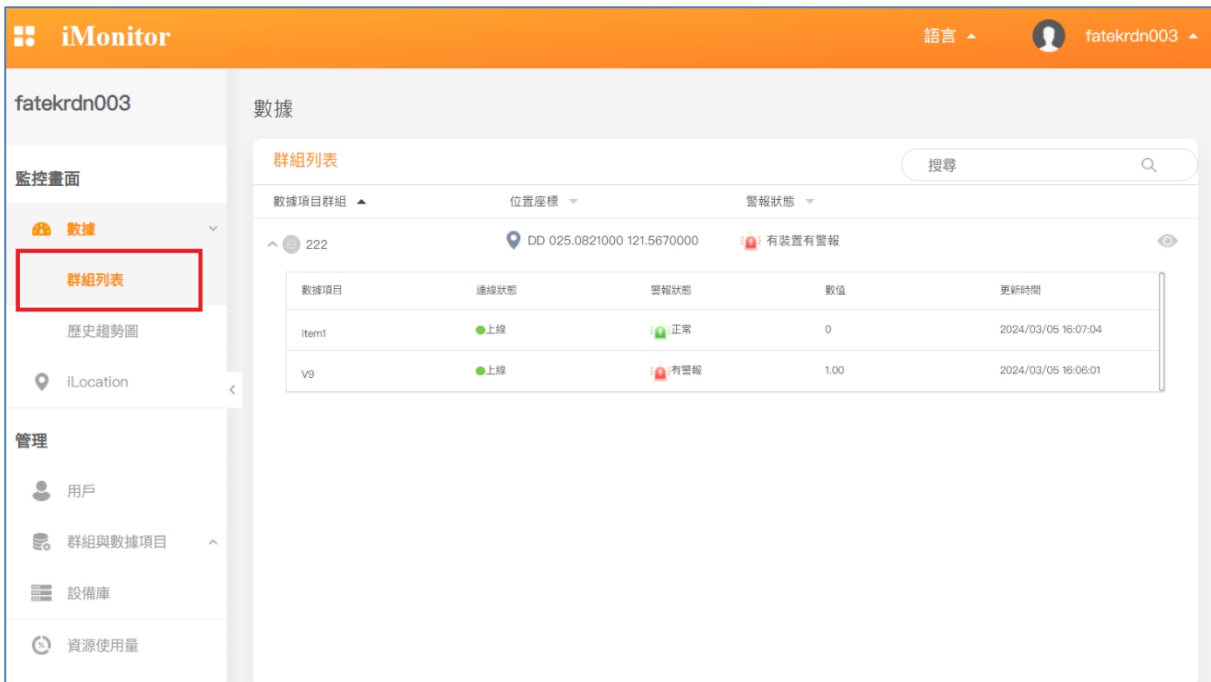 iMonitor 語言 fatekrdn003
fatekrdn003
監控畫面
數據
群組列表
歷史趨勢圖
iLocation
管理
用戶
群組與數據項目
設備庫
資源使用量
數據
群組列表 搜尋
數據項目群組 位置座標 警報狀態
222 DD 025.0821000 121.5670000 有裝置有警報
數據項目 連線狀態 警報狀態 數值 更新時間
item1 上線 正常 0 2024/03/05 16:07:04
V9 上線 有警報 1.00 2024/03/05 16:06:01